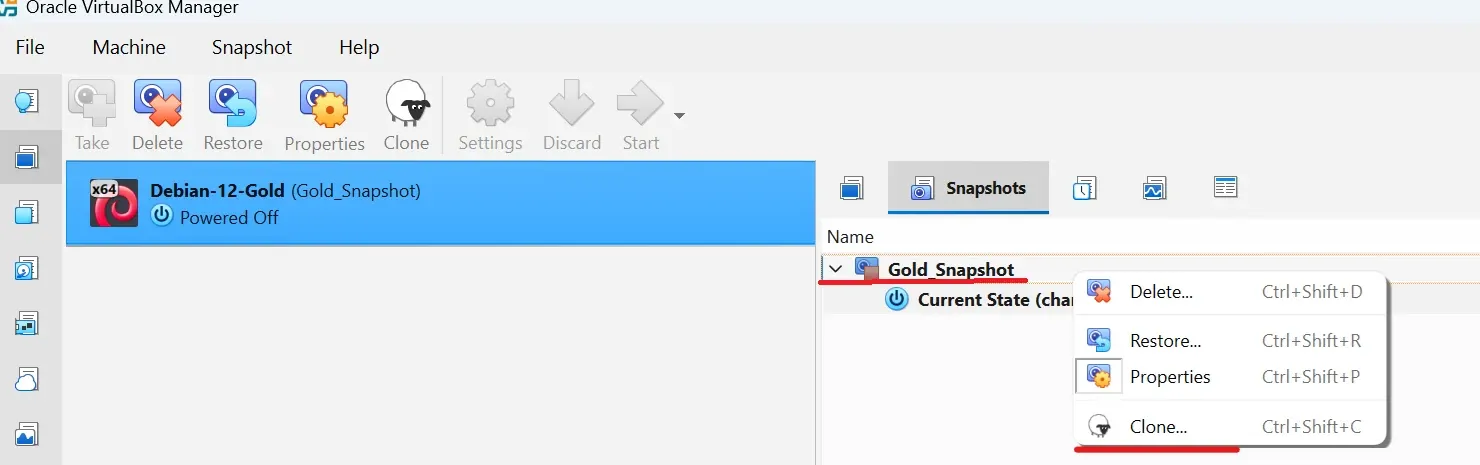 Oracle VirtualBox Manager
File Machine Snapshot Help
Take Delete Restore Properties Clone Settings Discard Start
x64 Debian-12-Gold (Gold_Snapshot)
Powered Off
Snapshots
Name
Gold_Snapshot
Current State (cha
Delete... Ctrl+Shift+D
Restore... Ctrl+Shift+R
Properties Ctrl+Shift+P
Clone... Ctrl+Shift+C